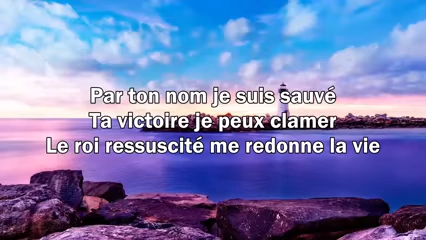 Par ton nom je suis sauvé
Ta victoire je peux clamer
Le roi ressuscité me redonne la vie